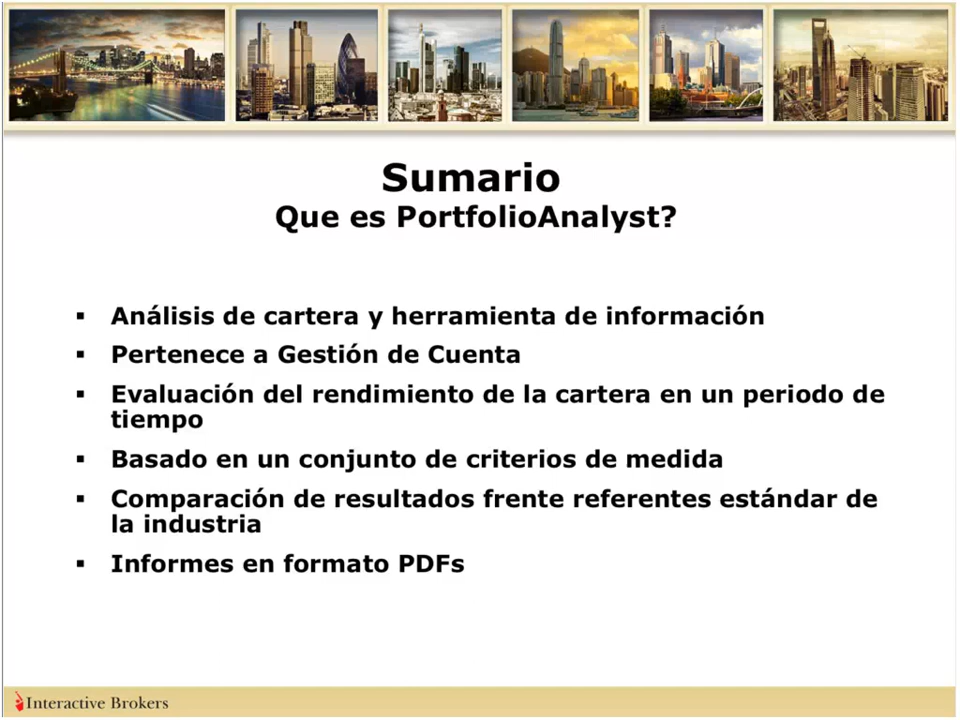 Sumario
Que es PortfolioAnalyst?
▪ Análisis de cartera y herramienta de información
▪ Pertenece a Gestión de Cuenta
▪ Evaluación del rendimiento de la cartera en un periodo de
tiempo
▪ Basado en un conjunto de criterios de medida
▪ Comparación de resultados frente referentes estándar de
la industria
▪ Informes en formato PDFs
Interactive Brokers